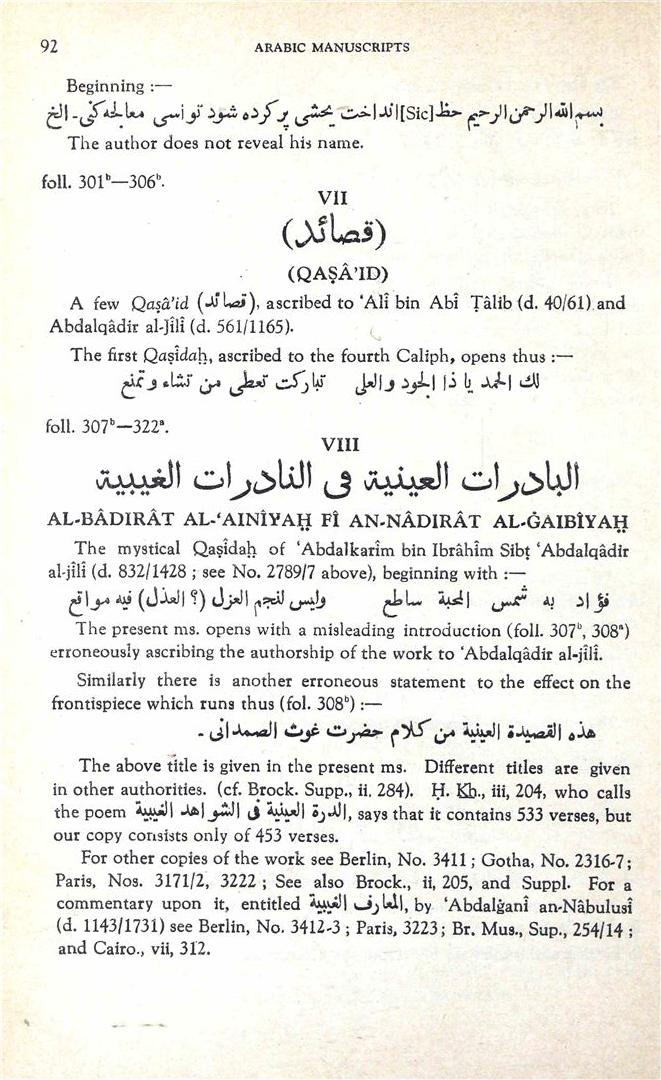 92 ARABIC MANUSCRIPTS
Beginning :—
بسم الله الرحمن الرحيم حظ [Sic] انداخت يحشى پر كرده شود تو اسى معالجه كى - الخ
The author does not reveal his name.
foll. 301ᵇ—306ᵇ.
VII
(قصائد)
(QAṢÂ’ID)
A few Qaṣâ’id (قصائد), ascribed to ‘Alî bin Abî Ṭâlib (d. 40/61) and
Abdalqâdir al-Jîlî (d. 561/1165).
The first Qaṣîdaḥ, ascribed to the fourth Caliph, opens thus :—
لك الحمد يا ذا الجود والعلى تباركت تعطى من تشاء و تمنع
foll. 307ᵇ—322ᵃ.
VIII
البادرات العينية فى النادرات الغيبية
AL-BÂDIRÂT AL-‘AINÎYAḤ FÎ AN-NÂDIRÂT AL-ĠAIBÎYAḤ
The mystical Qaṣîdaḥ of ‘Abdalkarîm bin Ibrâhîm Sibṭ ‘Abdalqâdir
al-jîlî (d. 832/1428 ; see No. 2789/7 above), beginning with :—
فؤاد به شمس المحبة ساطع وليس لنجم العزل (؟ العذل) فيه مواقع
The present ms. opens with a misleading introduction (foll. 307ᵇ, 308ᵃ)
erroneously ascribing the authorship of the work to ‘Abdalqâdir al-jîlî.
Similarly there is another erroneous statement to the effect on the
frontispiece which runs thus (fol. 308ᵇ) :—
هذه القصيدة العينية من كلام حضرت غوث الصمدانى -
The above title is given in the present ms. Different titles are given
in other authorities. (cf. Brock. Supp., ii. 284). Ḥ. Kh., iii, 204, who calls
the poem الدرة العينية فى الشواهد الغيبية, says that it contains 533 verses, but
our copy consists only of 453 verses.
For other copies of the work see Berlin, No. 3411 ; Gotha, No. 2316-7 ;
Paris, Nos. 3171/2, 3222 ; See also Brock., ii, 205, and Suppl. For a
commentary upon it, entitled المعارف الغيبية, by ‘Abdalġanî an-Nâbulusî
(d. 1143/1731) see Berlin, No. 3412-3 ; Paris, 3223 ; Br. Mus., Sup., 254/14 ;
and Cairo., vii, 312.